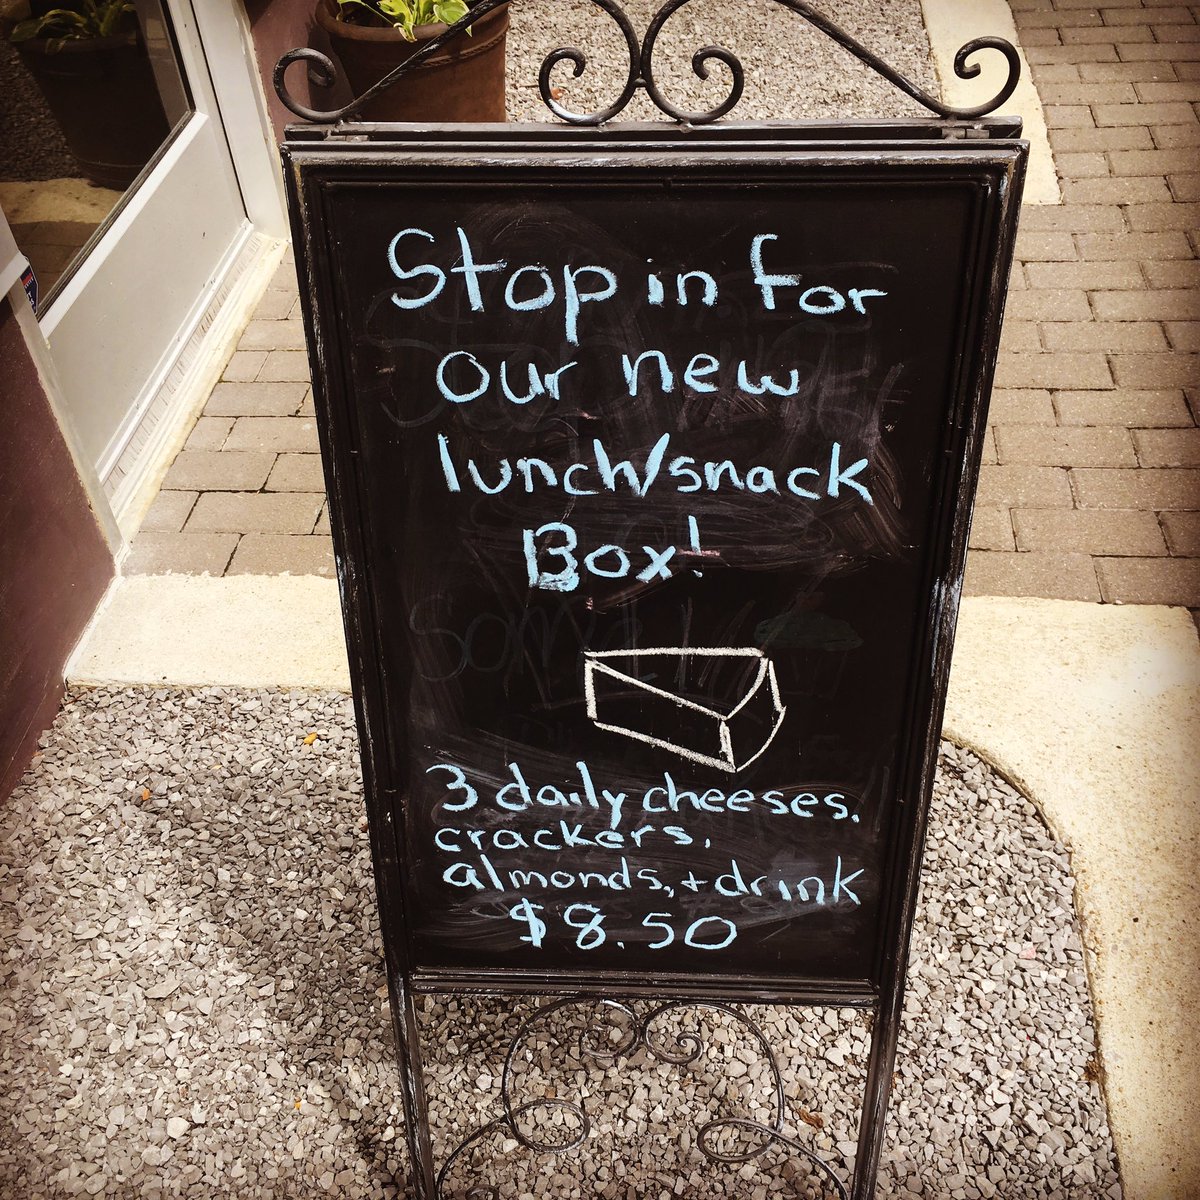 Stop in for
our new
lunch/snack
Box!
3 daily cheeses,
crackers,
almonds, + drink
$8.50